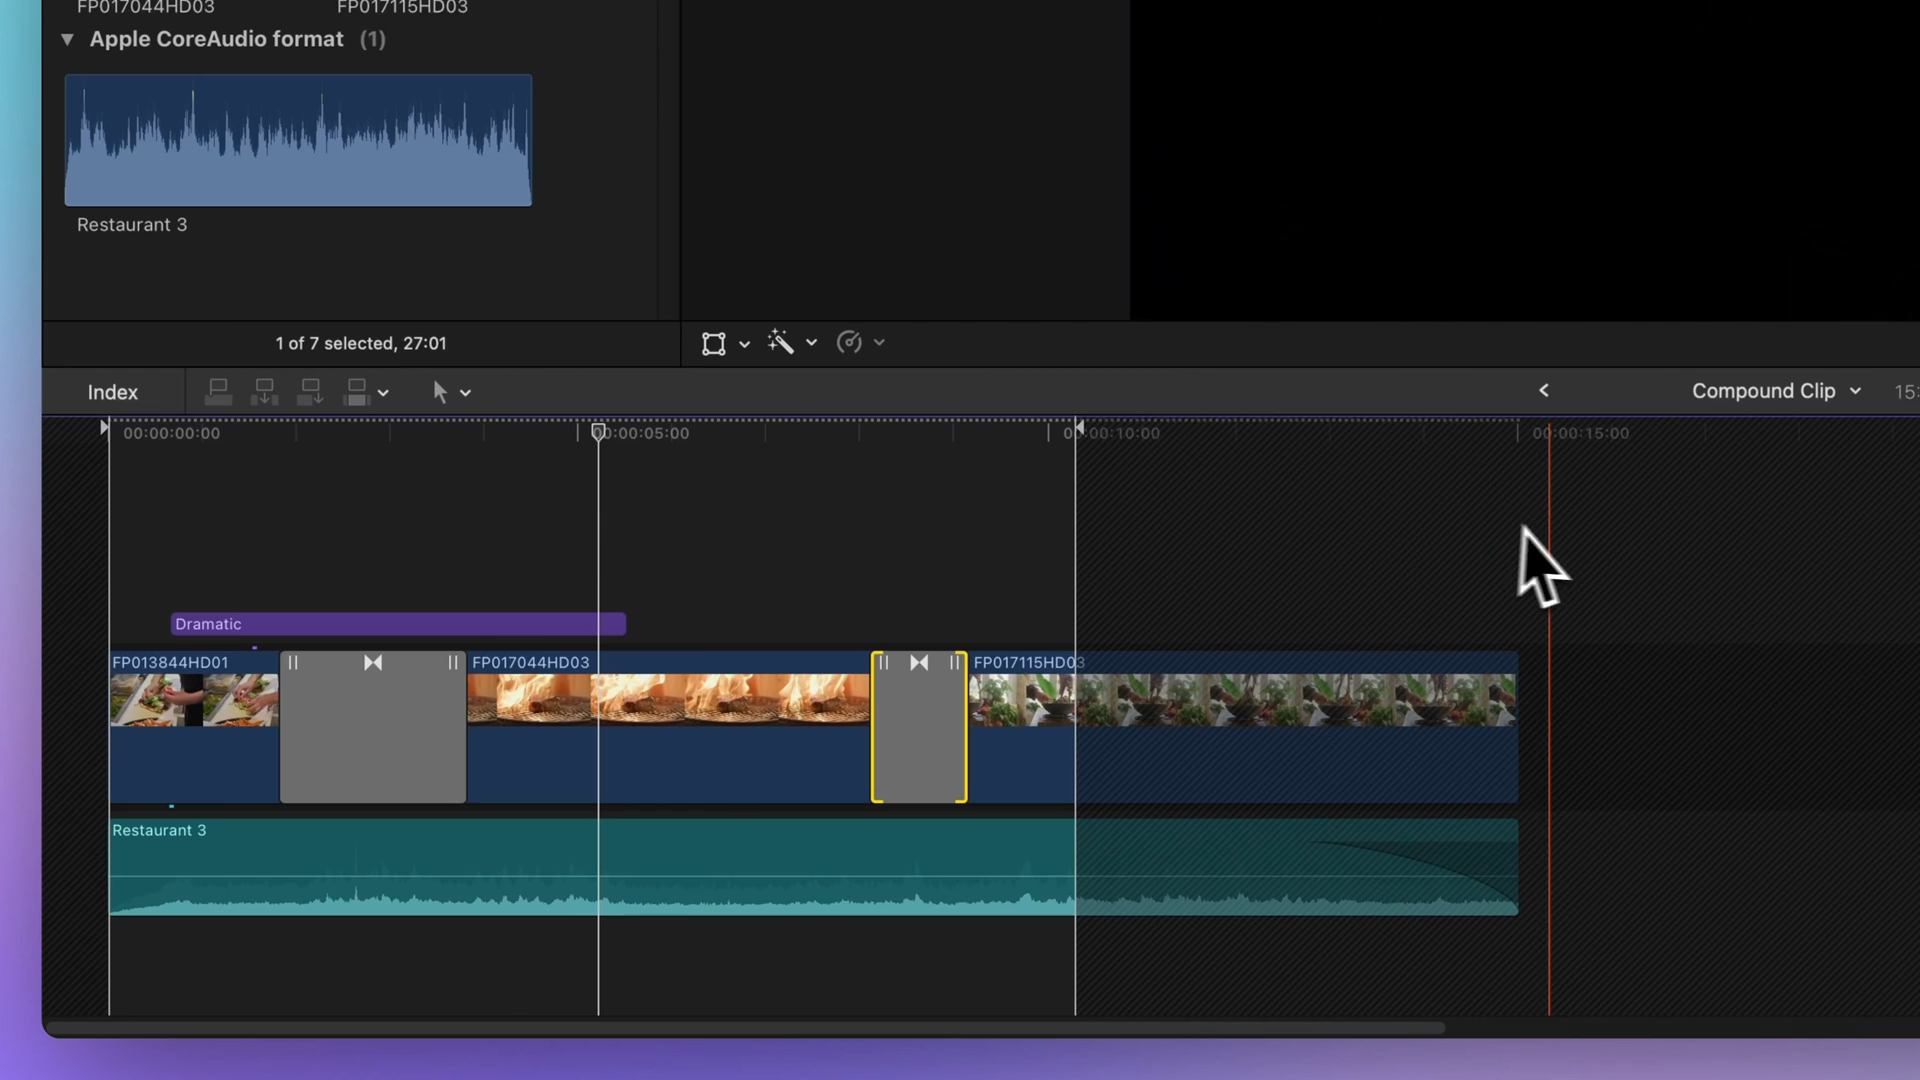 FP017044HD03 FP017115HD03
Apple CoreAudio format (1)
Restaurant 3
1 of 7 selected, 27:01
Index
Compound Clip
15:
00:00:00:00 00:00:05:00 00:00:10:00 00:00:15:00
Dramatic
FP013844HD01 FP017044HD03 FP017115HD03
Restaurant 3